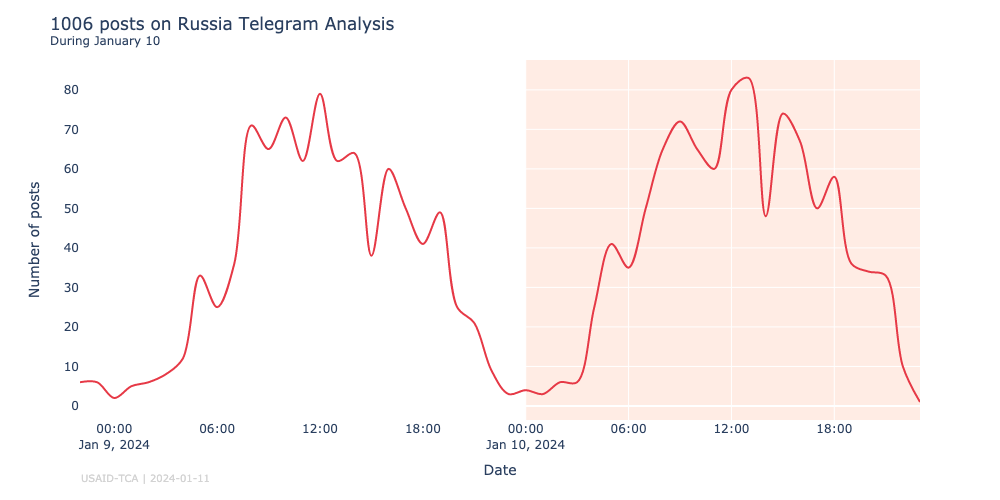 1006 posts on Russia Telegram Analysis
During January 10
Number of posts
80
70
60
50
40
30
20
10
0
00:00 06:00 12:00 18:00 00:00 06:00 12:00 18:00
Jan 9, 2024 Jan 10, 2024
Date
USAID-TCA | 2024-01-11